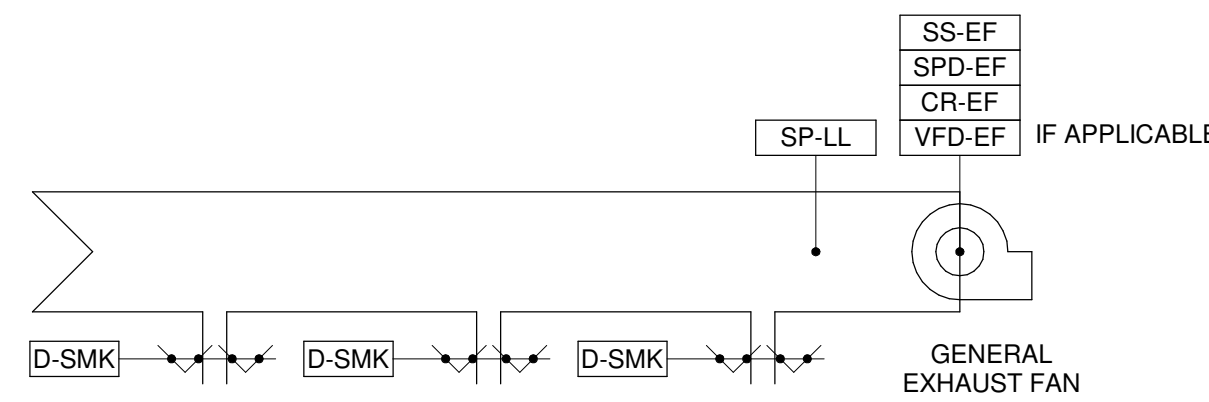 SS-EF
SPD-EF
CR-EF
SP-LL
VFD-EF
IF APPLICABLE
D-SMK
D-SMK
D-SMK
GENERAL
EXHAUST FAN